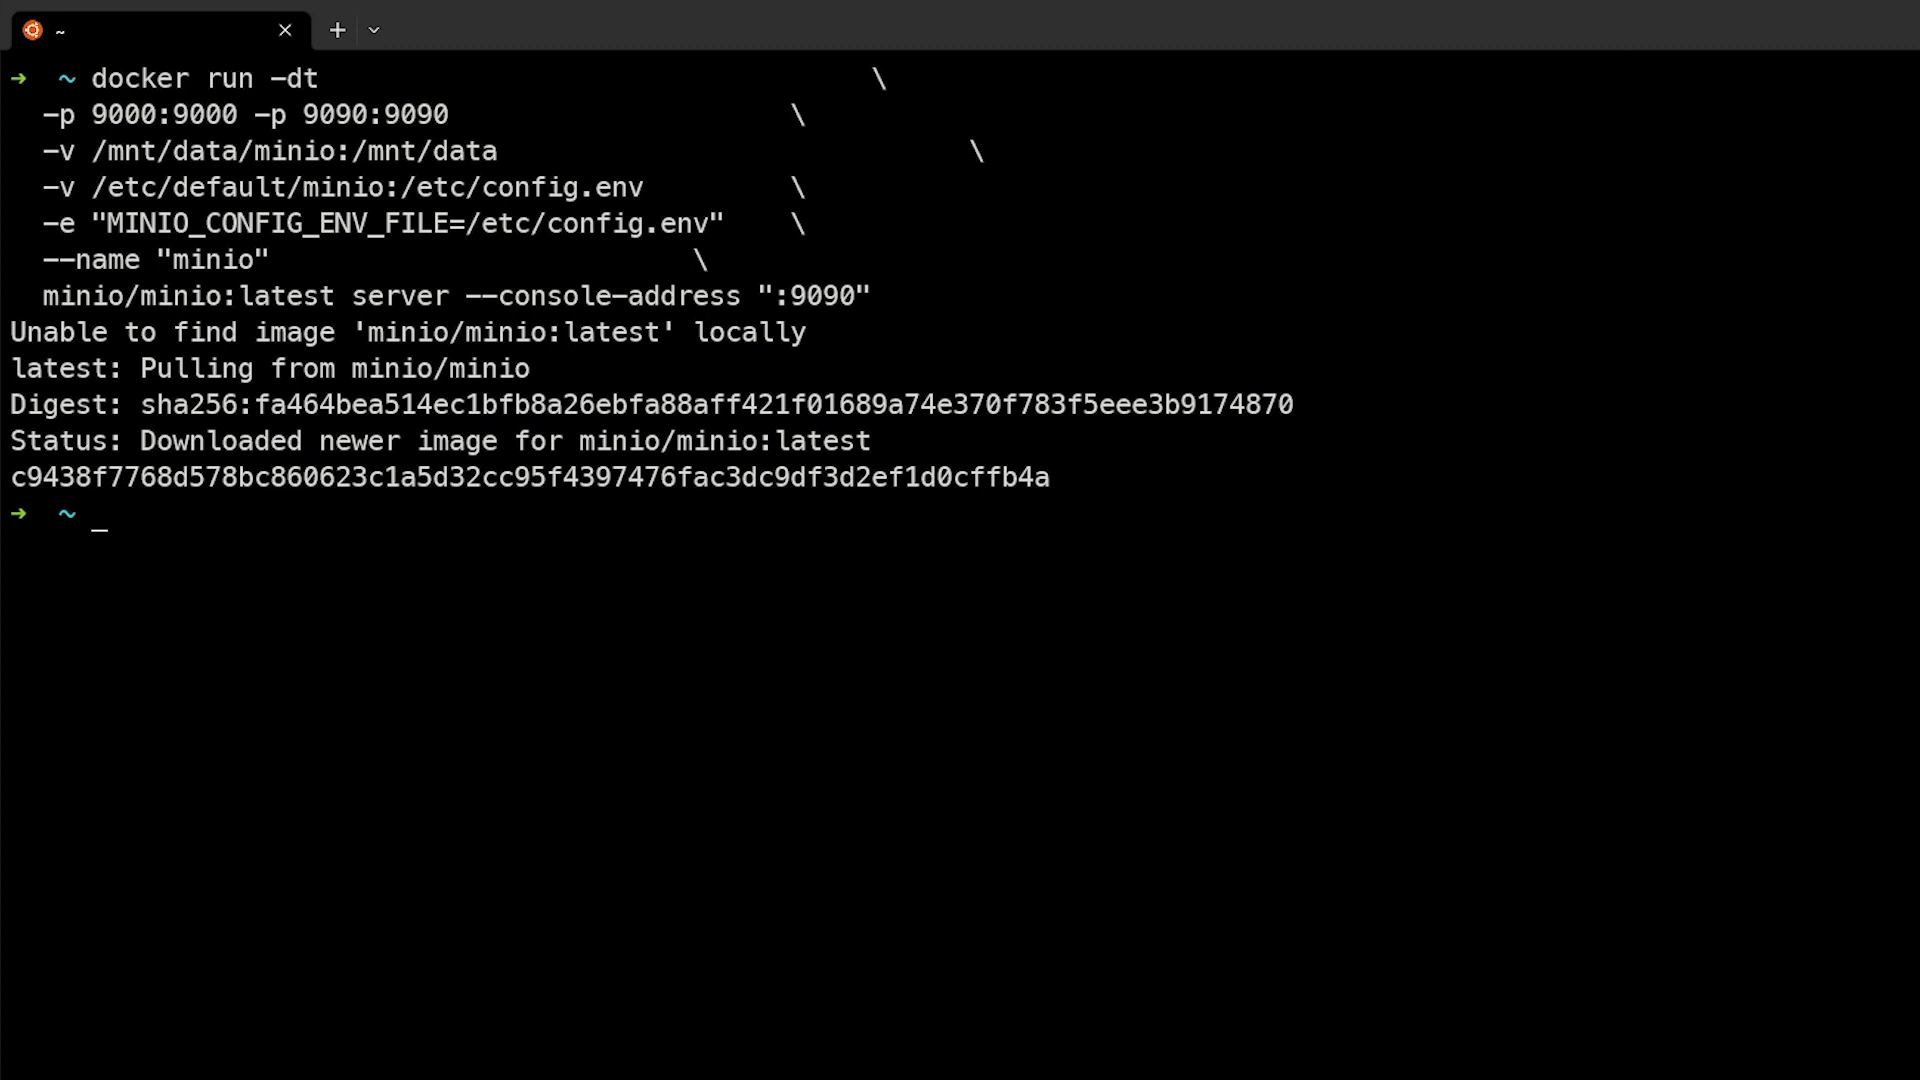 ~
➜ ~ docker run -dt \
-p 9000:9000 -p 9090:9090 \
-v /mnt/data/minio:/mnt/data \
-v /etc/default/minio:/etc/config.env \
-e "MINIO_CONFIG_ENV_FILE=/etc/config.env" \
--name "minio" \
minio/minio:latest server --console-address ":9090"
Unable to find image 'minio/minio:latest' locally
latest: Pulling from minio/minio
Digest: sha256:fa464bea514ec1bfb8a26ebfa88aff421f01689a74e370f783f5eee3b9174870
Status: Downloaded newer image for minio/minio:latest
c9438f7768d578bc860623c1a5d32cc95f4397476fac3dc9df3d2ef1d0cffb4a
➜ ~ _